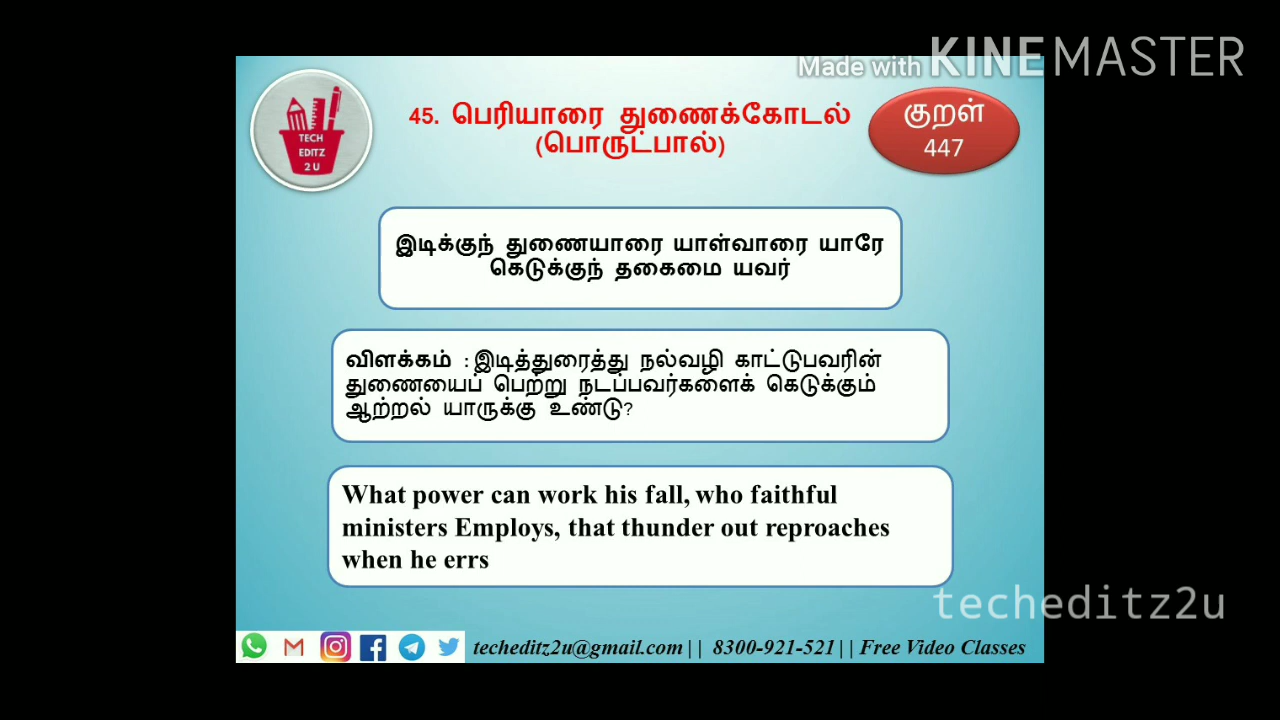 Made with KINEMASTER
TECH
EDITZ
2 U
45. பெரியாரை துணைக்கோடல்
(பொருட்பால்)
குறள்
447
இடிக்குந் துணையாரை யாள்வாரை யாரே
கெடுக்குந் தகைமை யவர்
விளக்கம் : இடித்துரைத்து நல்வழி காட்டுபவரின்
துணையைப் பெற்று நடப்பவர்களைக் கெடுக்கும்
ஆற்றல் யாருக்கு உண்டு?
What power can work his fall, who faithful
ministers Employs, that thunder out reproaches
when he errs
techeditz2u
techeditz2u@gmail.com || 8300-921-521 || Free Video Classes